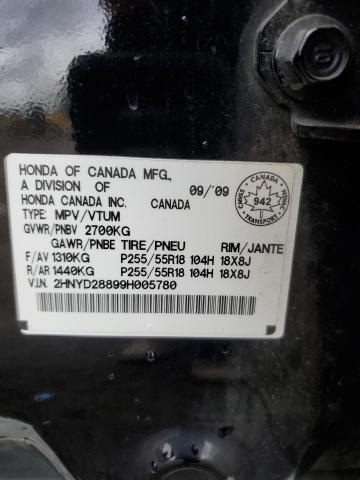 HONDA OF CANADA MFG.,
A DIVISION OF 09/'09
HONDA CANADA INC. CANADA
TYPE: MPV/VTUM
GVWR/PNBV 2700KG
GAWR/PNBE TIRE/PNEU RIM/JANTE
F/AV 1310KG P255/55R18 104H 18X8J
R/AR 1440KG P255/55R18 104H 18X8J
V.I.N. 2HNYD28899H005780
CANADA
942
TRANSPORT